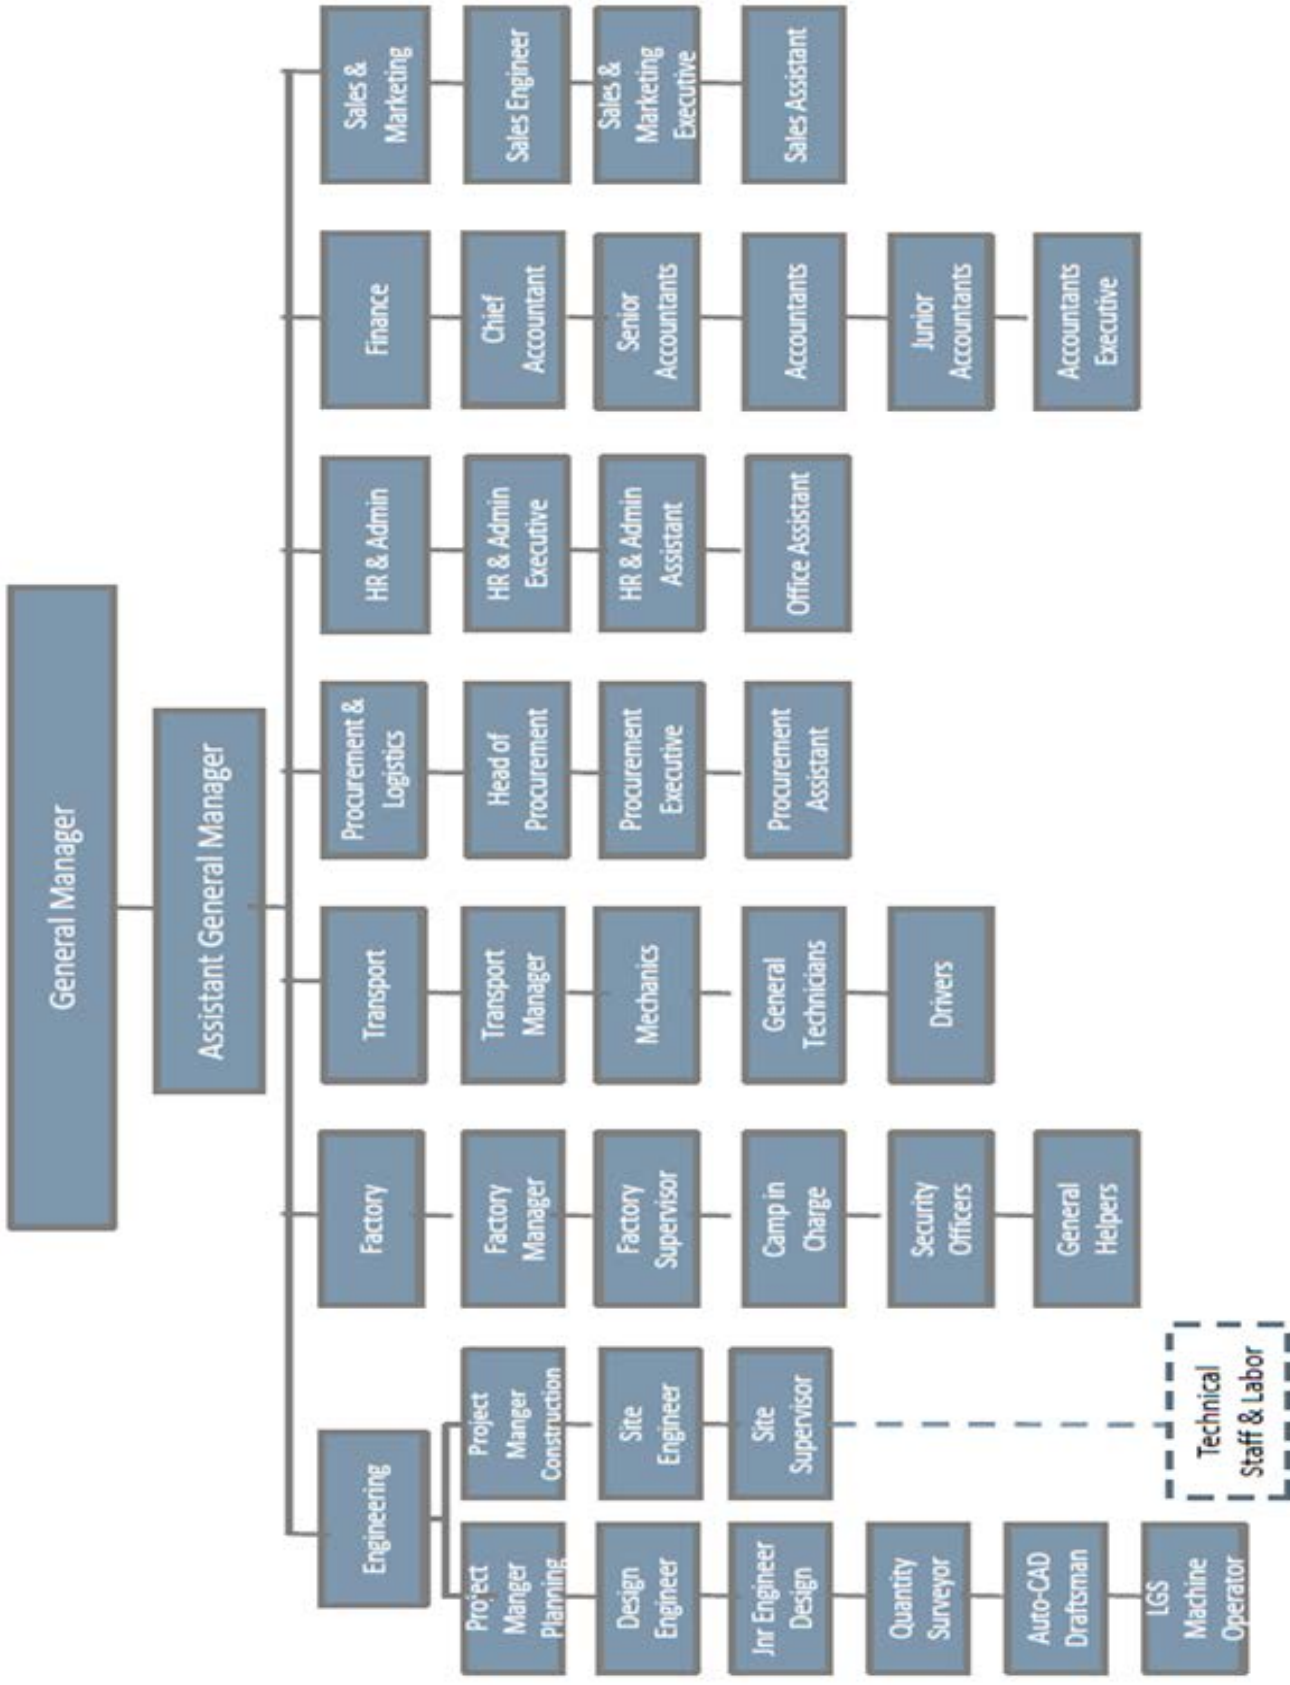 General Manager
Assistant General Manager
Engineering
Project
Manger
Planning
Design
Engineer
Jnr Engineer
Design
Quantity
Surveyor
Auto-CAD
Draftsman
LGS
Machine
Operator
Project
Manger
Construction
Site
Engineer
Site
Supervisor
Technical
Staff & Labor
Factory
Factory
Manager
Factory
Supervisor
Camp in
Charge
Security
Officers
General
Helpers
Transport
Transport
Manager
Mechanics
General
Technicians
Drivers
Procurement &
Logistics
Head of
Procurement
Procurement
Executive
Procurement
Assistant
HR & Admin
HR & Admin
Executive
HR & Admin
Assistant
Office Assistant
Finance
Chief
Accountant
Senior
Accountants
Accountants
Junior
Accountants
Accountants
Executive
Sales &
Marketing
Sales Engineer
Sales &
Marketing
Executive
Sales Assistant